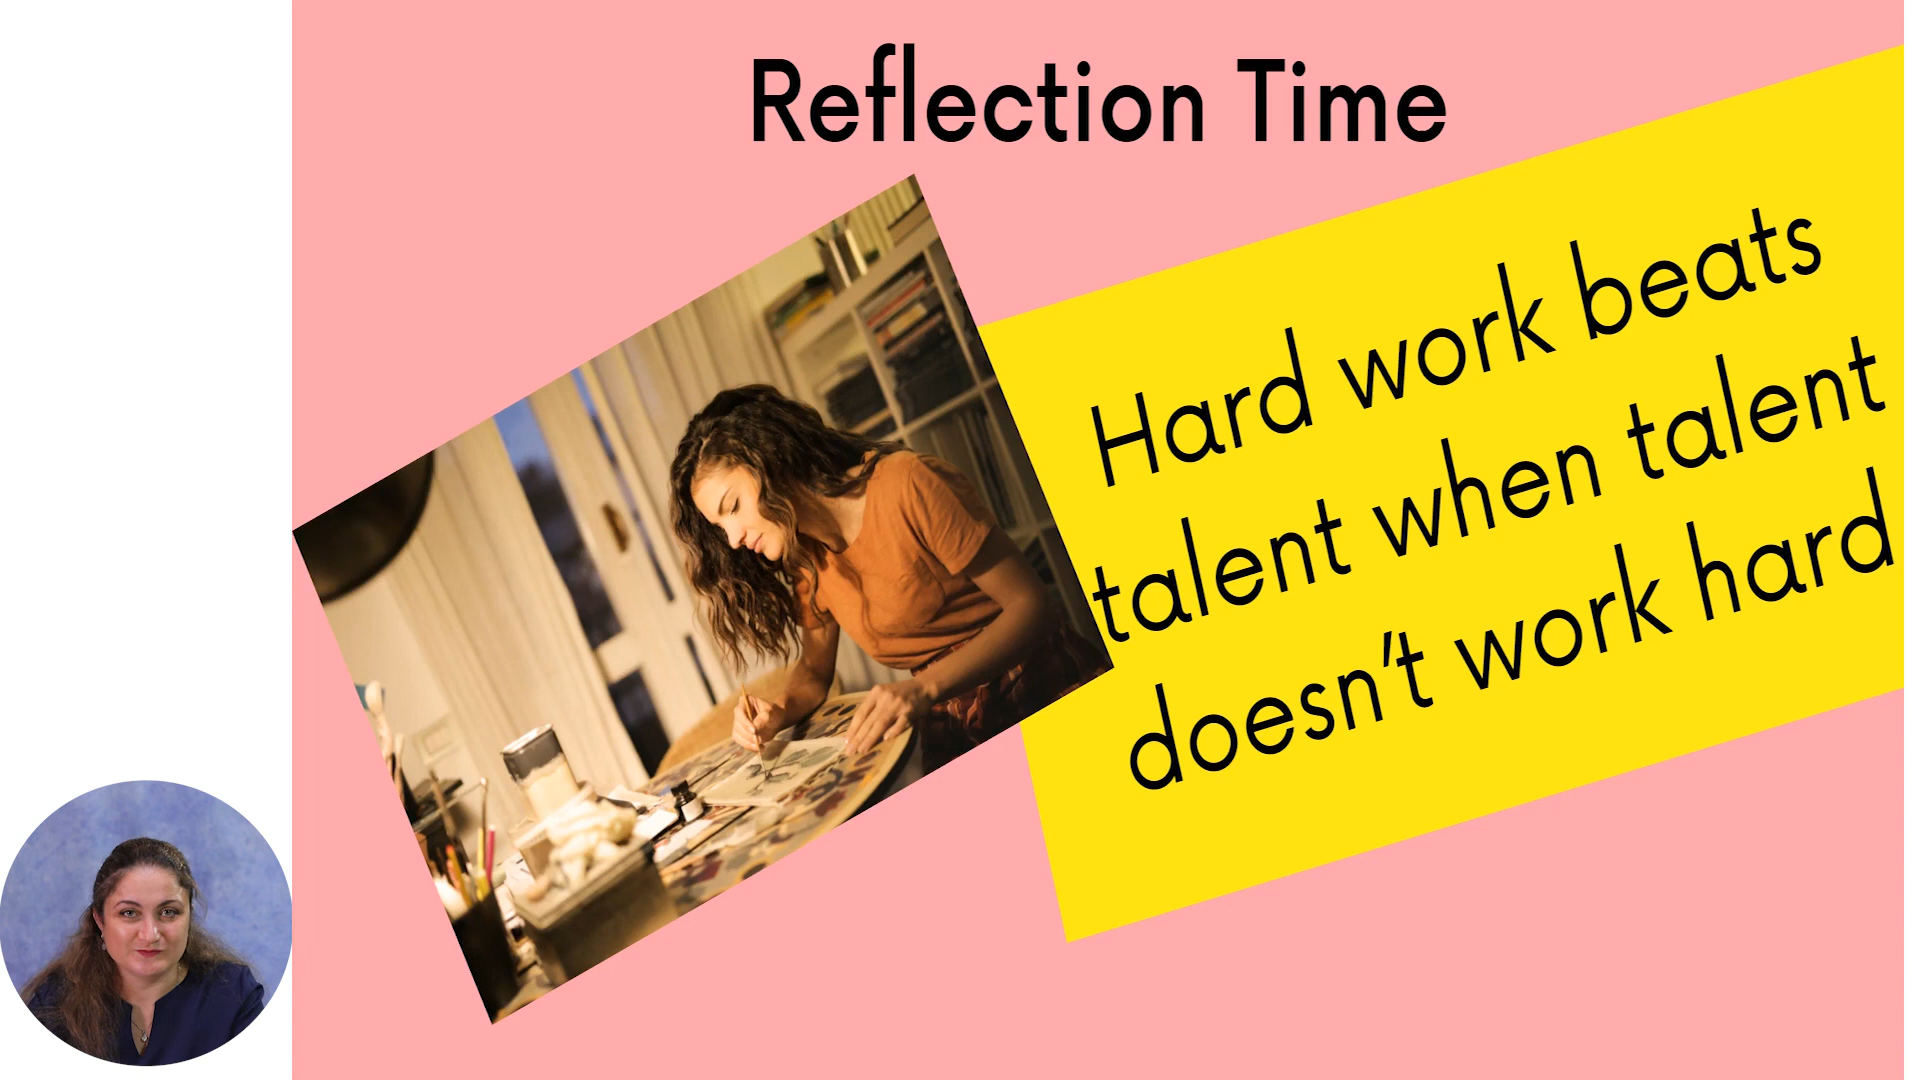 Reflection Time
Hard work beats
talent when talent
doesn't work hard